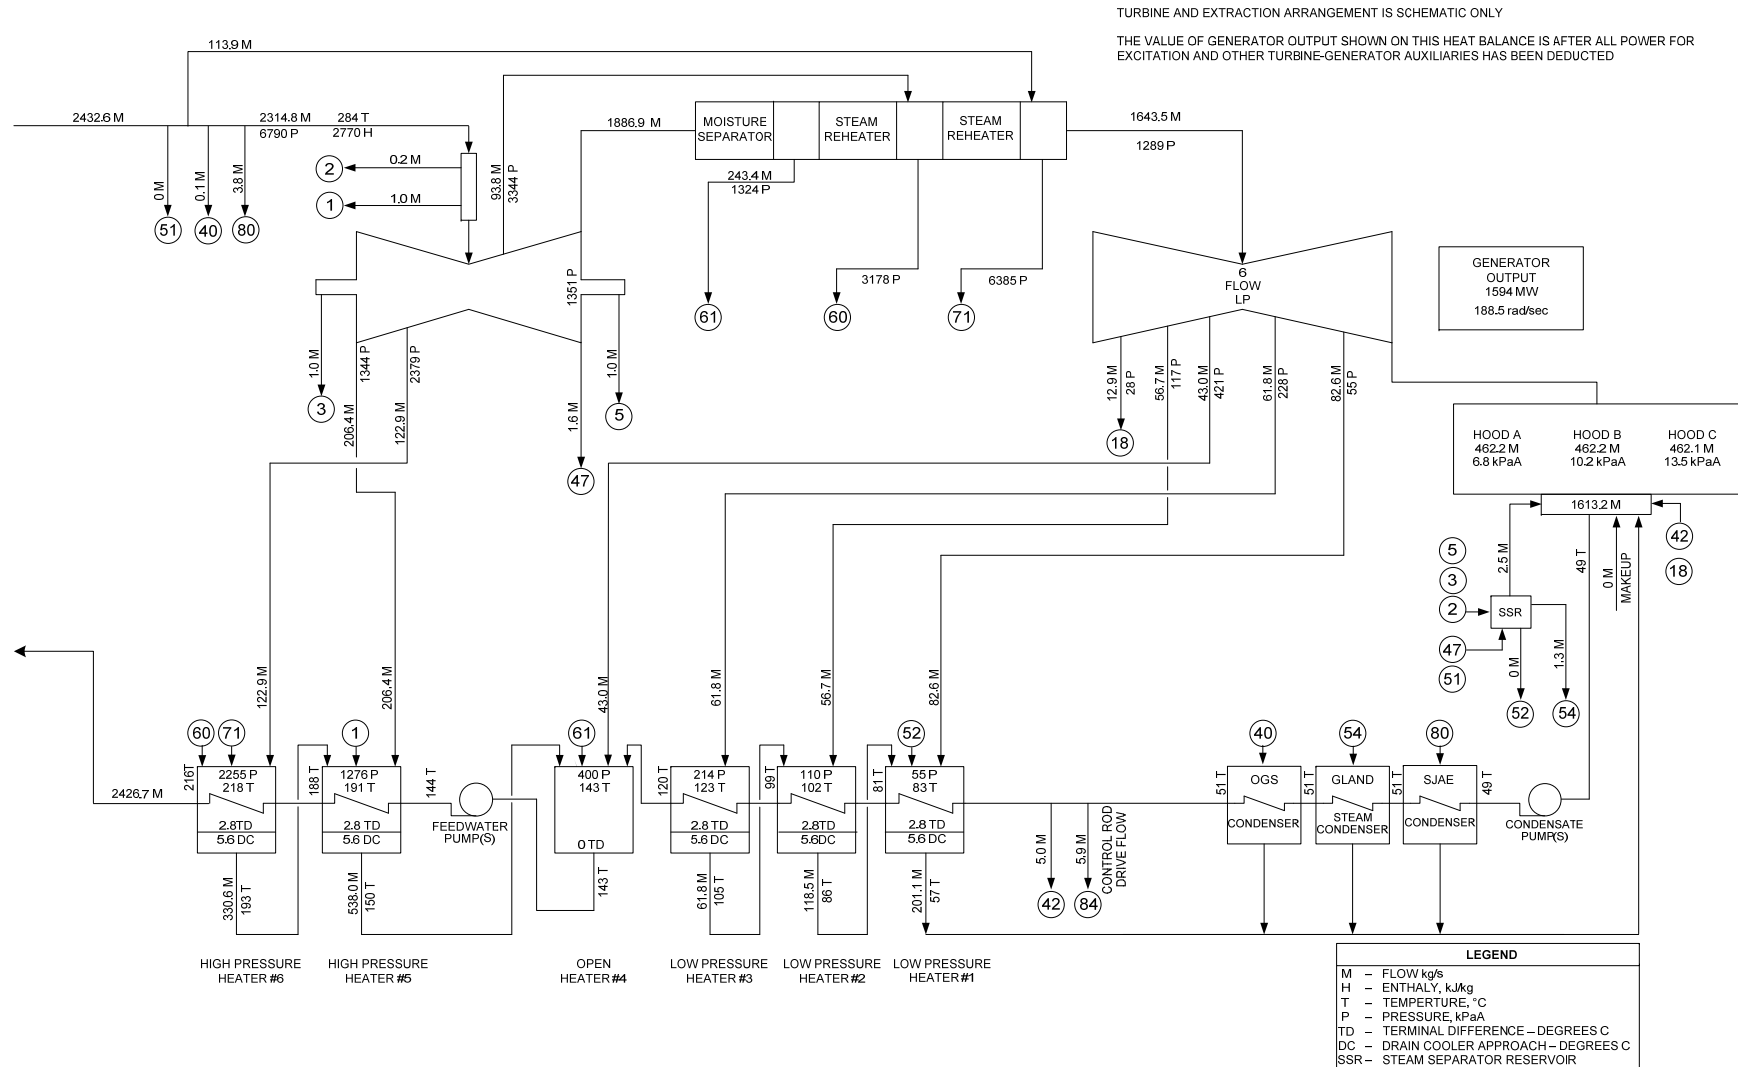 TURBINE AND EXTRACTION ARRANGEMENT IS SCHEMATIC ONLY
THE VALUE OF GENERATOR OUTPUT SHOWN ON THIS HEAT BALANCE IS AFTER ALL POWER FOR
EXCITATION AND OTHER TURBINE-GENERATOR AUXILIARIES HAS BEEN DEDUCTED
113.9 M
2432.6 M
2314.8 M
284 T
6790 P
2770 H
0 M
0.1 M
3.8 M
51
40
80
2
0.2 M
1
1.0 M
93.8 M
3344 P
1886.9 M
MOISTURE
SEPARATOR
STEAM
REHEATER
STEAM
REHEATER
1643.5 M
1289 P
243.4 M
1324 P
3178 P
6385 P
61
60
71
1351 P
6
FLOW
LP
GENERATOR
OUTPUT
1594 MW
188.5 rad/sec
1.0 M
3
1344 P
206.4 M
2379 P
122.9 M
1.6 M
47
1.0 M
5
12.9 M
28 P
18
56.7 M
117 P
43.0 M
421 P
61.8 M
228 P
82.6 M
55 P
HOOD A
462.2 M
6.8 kPaA
HOOD B
462.2 M
10.2 kPaA
HOOD C
462.1 M
13.5 kPaA
1613.2 M
42
18
2.5 M
49 T
0 M
MAKEUP
5
3
2
47
51
SSR
0 M
1.3 M
52
54
122.9 M
206.4 M
43.0 M
61.8 M
56.7 M
82.6 M
60
71
1
61
52
40
54
80
2426.7 M
216T
2255 P
218 T
2.8TD
5.6 DC
188 T
1276 P
191 T
2.8 TD
5.6 DC
144 T
FEEDWATER
PUMP(S)
400 P
143 T
0 TD
120 T
214 P
123 T
2.8 TD
5.6 DC
99 T
110 P
102 T
2.8TD
5.6DC
81 T
55 P
83 T
2.8 TD
5.6 DC
51 T
OGS
CONDENSER
51 T
GLAND
STEAM
CONDENSER
51 T
SJAE
CONDENSER
49 T
CONDENSATE
PUMP(S)
330.6 M
193 T
538.0 M
150 T
143 T
61.8 M
105 T
118.5 M
86 T
201.1 M
57 T
5.0 M
42
5.9 M
84
CONTROL ROD
DRIVE FLOW
HIGH PRESSURE
HEATER #6
HIGH PRESSURE
HEATER #5
OPEN
HEATER #4
LOW PRESSURE
HEATER #3
LOW PRESSURE
HEATER #2
LOW PRESSURE
HEATER #1
LEGEND
M – FLOW kg/s
H – ENTHALY, kJ/kg
T – TEMPERTURE, °C
P – PRESSURE, kPaA
TD – TERMINAL DIFFERENCE – DEGREES C
DC – DRAIN COOLER APPROACH – DEGREES C
SSR – STEAM SEPARATOR RESERVOIR